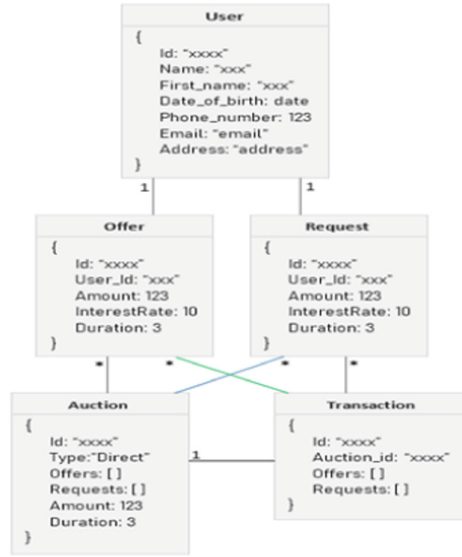 User
{
Id: "xxxx"
Name: "xxx"
First_name: "xxx"
Date_of_birth: date
Phone_number: 123
Email: "email"
Address: "address"
}
1
1
Offer
{
Id: "xxxx"
User_Id: "xxx"
Amount: 123
InterestRate: 10
Duration: 3
}
Request
{
Id: "xxxx"
User_Id: "xxx"
Amount: 123
InterestRate: 10
Duration: 3
}
*
*
*
*
Auction
{
Id: "xxxx"
Type:"Direct"
Offers: [ ]
Requests: [ ]
Amount: 123
Duration: 3
}
1
Transaction
{
Id: "xxxx"
Auction_id: "xxxx"
Offers: [ ]
Requests: [ ]
}